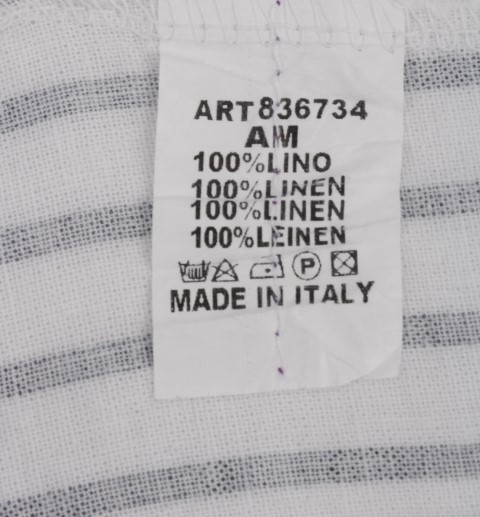 ART836734
AM
100%LINO
100%LINEN
100%LINEN
100%LEINEN
P
MADE IN ITALY